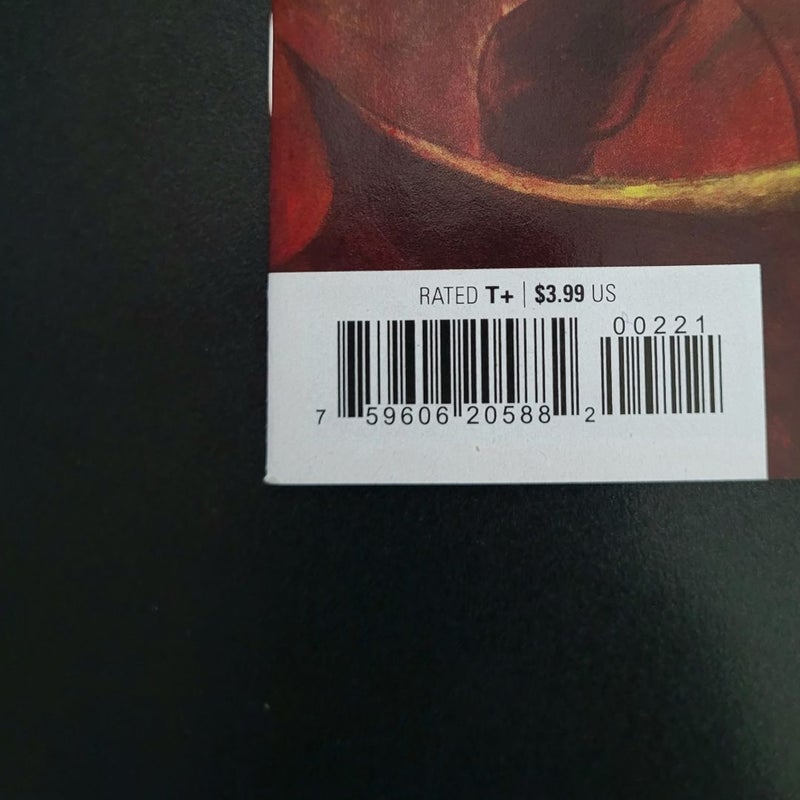 RATED T+ | $3.99 US
00221
7 59606 20588 2